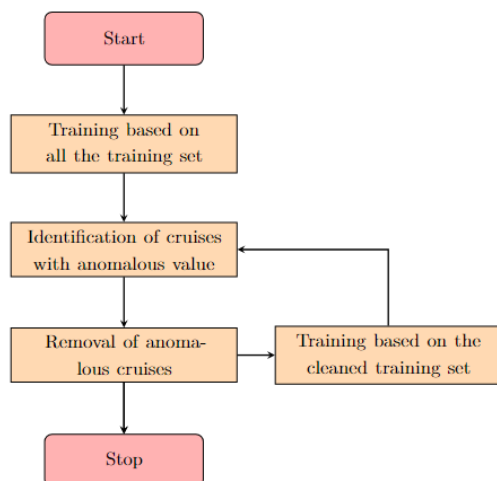 Start
Training based on
all the training set
Identification of cruises
with anomalous value
Removal of anoma-
lous cruises
Training based on the
cleaned training set
Stop